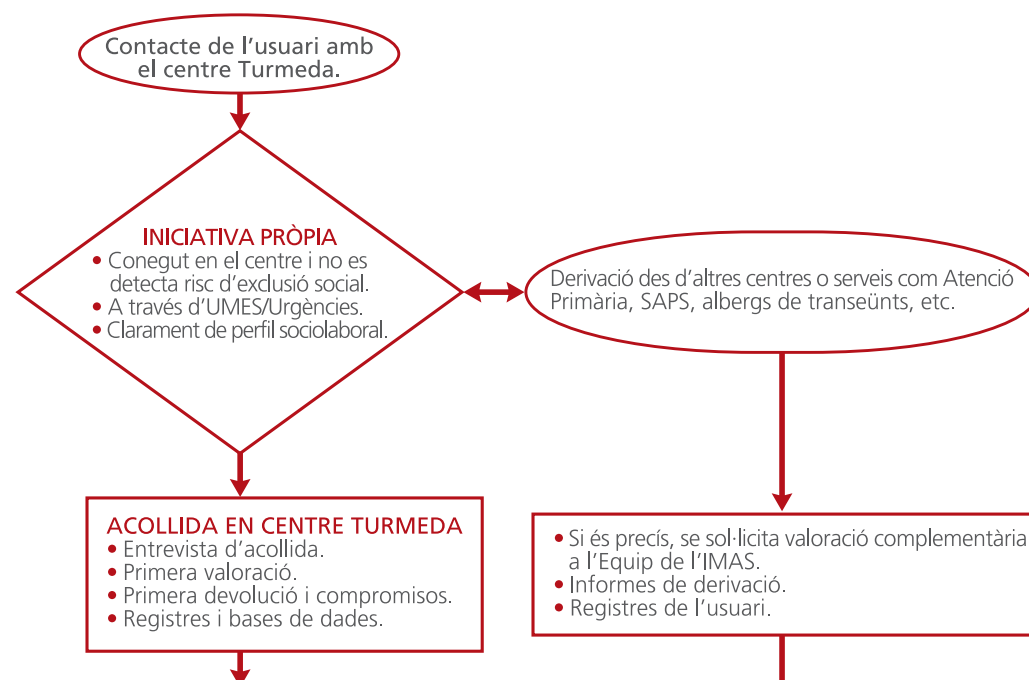 Contacte de l'usuari amb
el centre Turmeda.
INICIATIVA PRÒPIA
• Conegut en el centre i no es
detecta risc d'exclusió social.
• A través d'UMES/Urgències.
• Clarament de perfil sociolaboral.
Derivació des d'altres centres o serveis com Atenció
Primària, SAPS, albergs de transeünts, etc.
ACOLLIDA EN CENTRE TURMEDA
• Entrevista d'acollida.
• Primera valoració.
• Primera devolució i compromisos.
• Registres i bases de dades.
• Si és precís, se sol·licita valoració complementària
a l'Equip de l'IMAS.
• Informes de derivació.
• Registres de l'usuari.